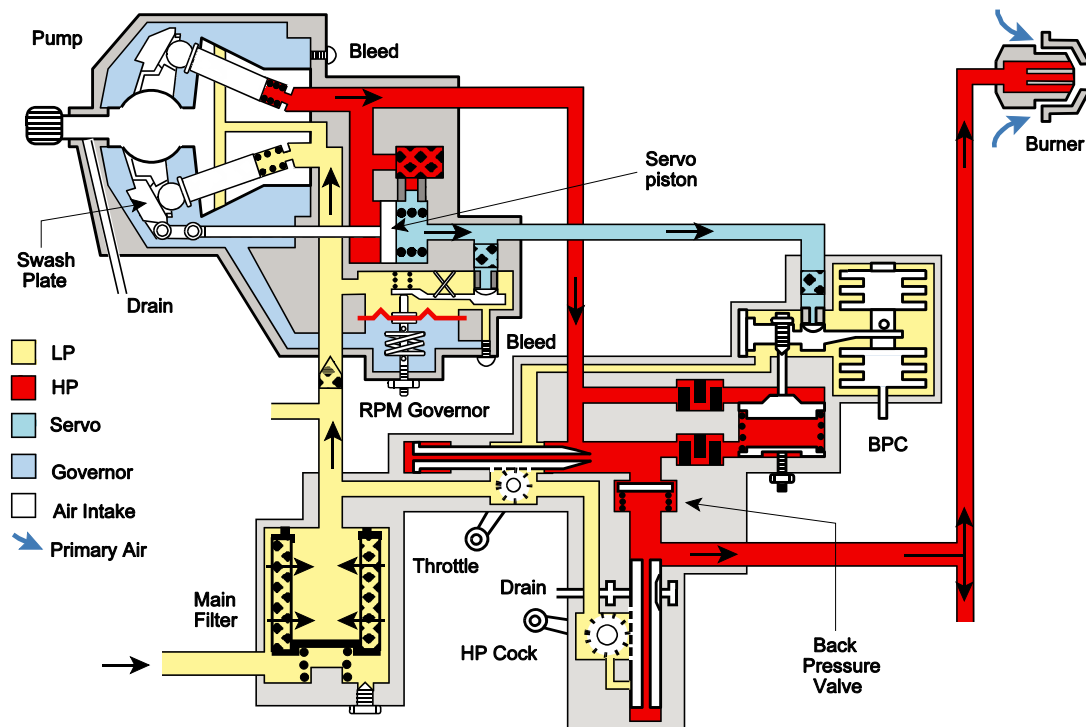 Pump
Bleed
Burner
Servo
piston
Swash
Plate
Drain
Bleed
LP
HP
RPM Governor
Servo
BPC
Governor
Air Intake
Primary Air
Throttle
Drain
Main
Filter
HP Cock
Back
Pressure
Valve